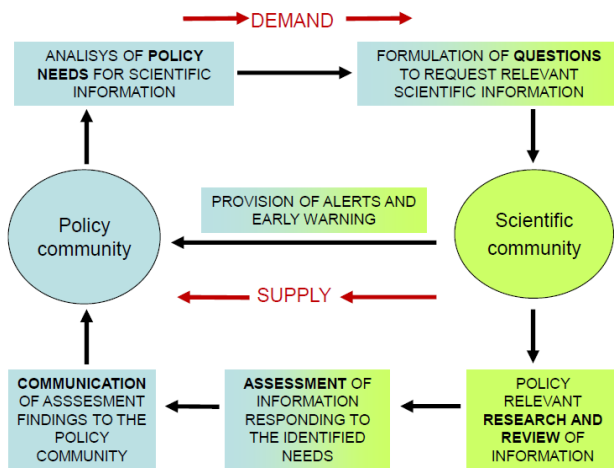 DEMAND
ANALISYS OF POLICY
NEEDS FOR SCIENTIFIC
INFORMATION
FORMULATION OF QUESTIONS
TO REQUEST RELEVANT
SCIENTIFIC INFORMATION
PROVISION OF ALERTS AND
EARLY WARNING
Policy
community
Scientific
community
SUPPLY
COMMUNICATION
OF ASSSESMENT
FINDINGS TO THE
POLICY
COMMUNITY
ASSESSMENT OF
INFORMATION
RESPONDING TO
THE IDENTIFIED
NEEDS
POLICY
RELEVANT
RESEARCH AND
REVIEW OF
INFORMATION